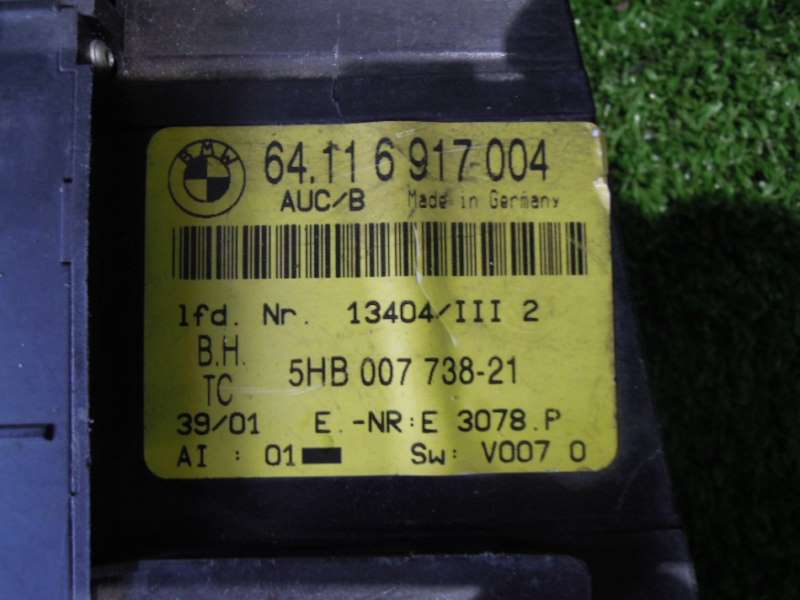 BMW 64.11 6 917 004
AUC/B Made in Germany
lfd. Nr. 13404/III 2
B.H.
TC 5HB 007 738-21
39/01 E.-NR:E 3078.P
AI : 01 Sw: V007 0